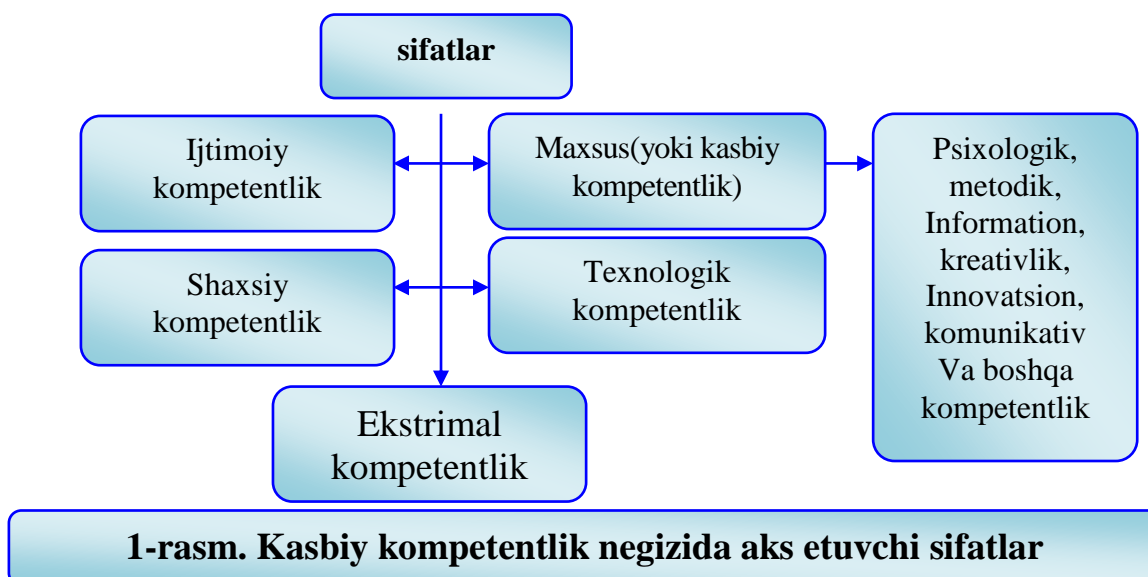 sifatlar
Ijtimoiy
kompetentlik
Maxsus(yoki kasbiy
kompetentlik)
Psixologik,
metodik,
Information,
kreativlik,
Innovatsion,
komunikativ
Va boshqa
kompetentlik
Shaxsiy
kompetentlik
Texnologik
kompetentlik
Ekstrimal
kompetentlik
1-rasm. Kasbiy kompetentlik negizida aks etuvchi sifatlar